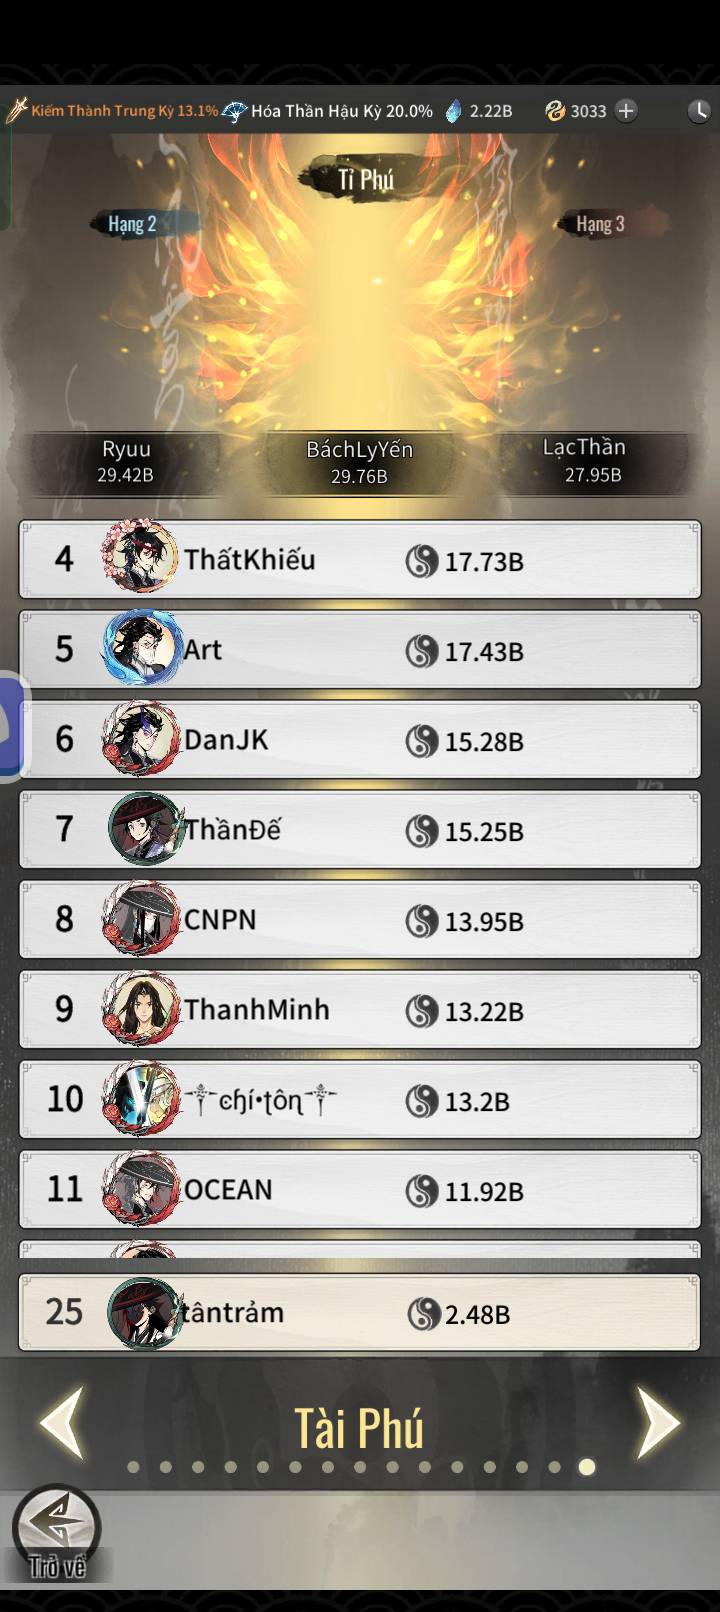 Kiếm Thành Trung Kỳ 13.1% Hóa Thần Hậu Kỳ 20.0% 2.22B 3033
Tỉ Phú
Hạng 2 Hạng 3
Ryuu BáchLyYến LạcThần
29.42B 29.76B 27.95B
4 ThấtKhiếu 17.73B
5 Art 17.43B
6 DanJK 15.28B
7 ThầnĐế 15.25B
8 CNPN 13.95B
9 ThanhMinh 13.22B
10 ༒ꞓɧí•ƫôɳ༒ 13.2B
11 OCEAN 11.92B
25 tântrảm 2.48B
Tài Phú
Trở về